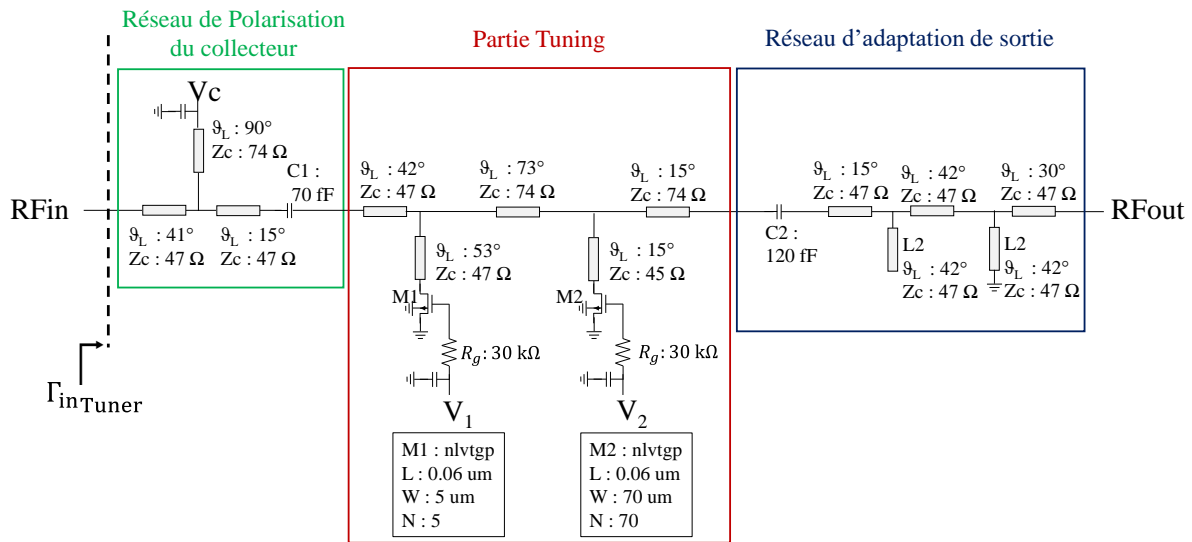 Réseau de Polarisation
du collecteur
Partie Tuning
Réseau d’adaptation de sortie
Vc
ϑL : 90°
Zc : 74 Ω
C1 :
70 fF
RFin
ϑL : 41°
Zc : 47 Ω
ϑL : 15°
Zc : 47 Ω
ΓinTuner
ϑL : 42°
Zc : 47 Ω
ϑL : 73°
Zc : 74 Ω
ϑL : 15°
Zc : 74 Ω
ϑL : 53°
Zc : 47 Ω
ϑL : 15°
Zc : 45 Ω
M1
M2
Rg: 30 kΩ
Rg: 30 kΩ
V1
V2
M1 : nlvtgp
L : 0.06 um
W : 5 um
N : 5
M2 : nlvtgp
L : 0.06 um
W : 70 um
N : 70
C2 :
120 fF
ϑL : 15°
Zc : 47 Ω
ϑL : 42°
Zc : 47 Ω
ϑL : 30°
Zc : 47 Ω
RFout
L2
ϑL : 42°
Zc : 47 Ω
L2
ϑL : 42°
Zc : 47 Ω